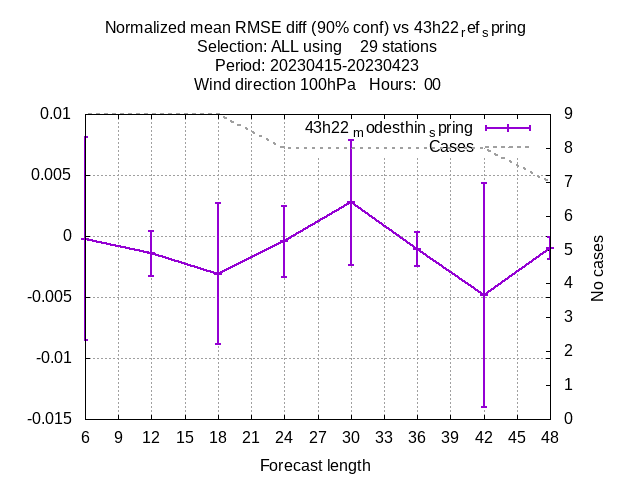 Normalized mean RMSE diff (90% conf) vs 43h22refspring
Selection: ALL using    29 stations
Period: 20230415-20230423
Wind direction 100hPa   Hours:  00
43h22modesthinspring
Cases
0.01
0.005
0
-0.005
-0.01
-0.015
9
8
7
6
5
4
3
2
1
0
No cases
6 9 12 15 18 21 24 27 30 33 36 39 42 45 48
Forecast length